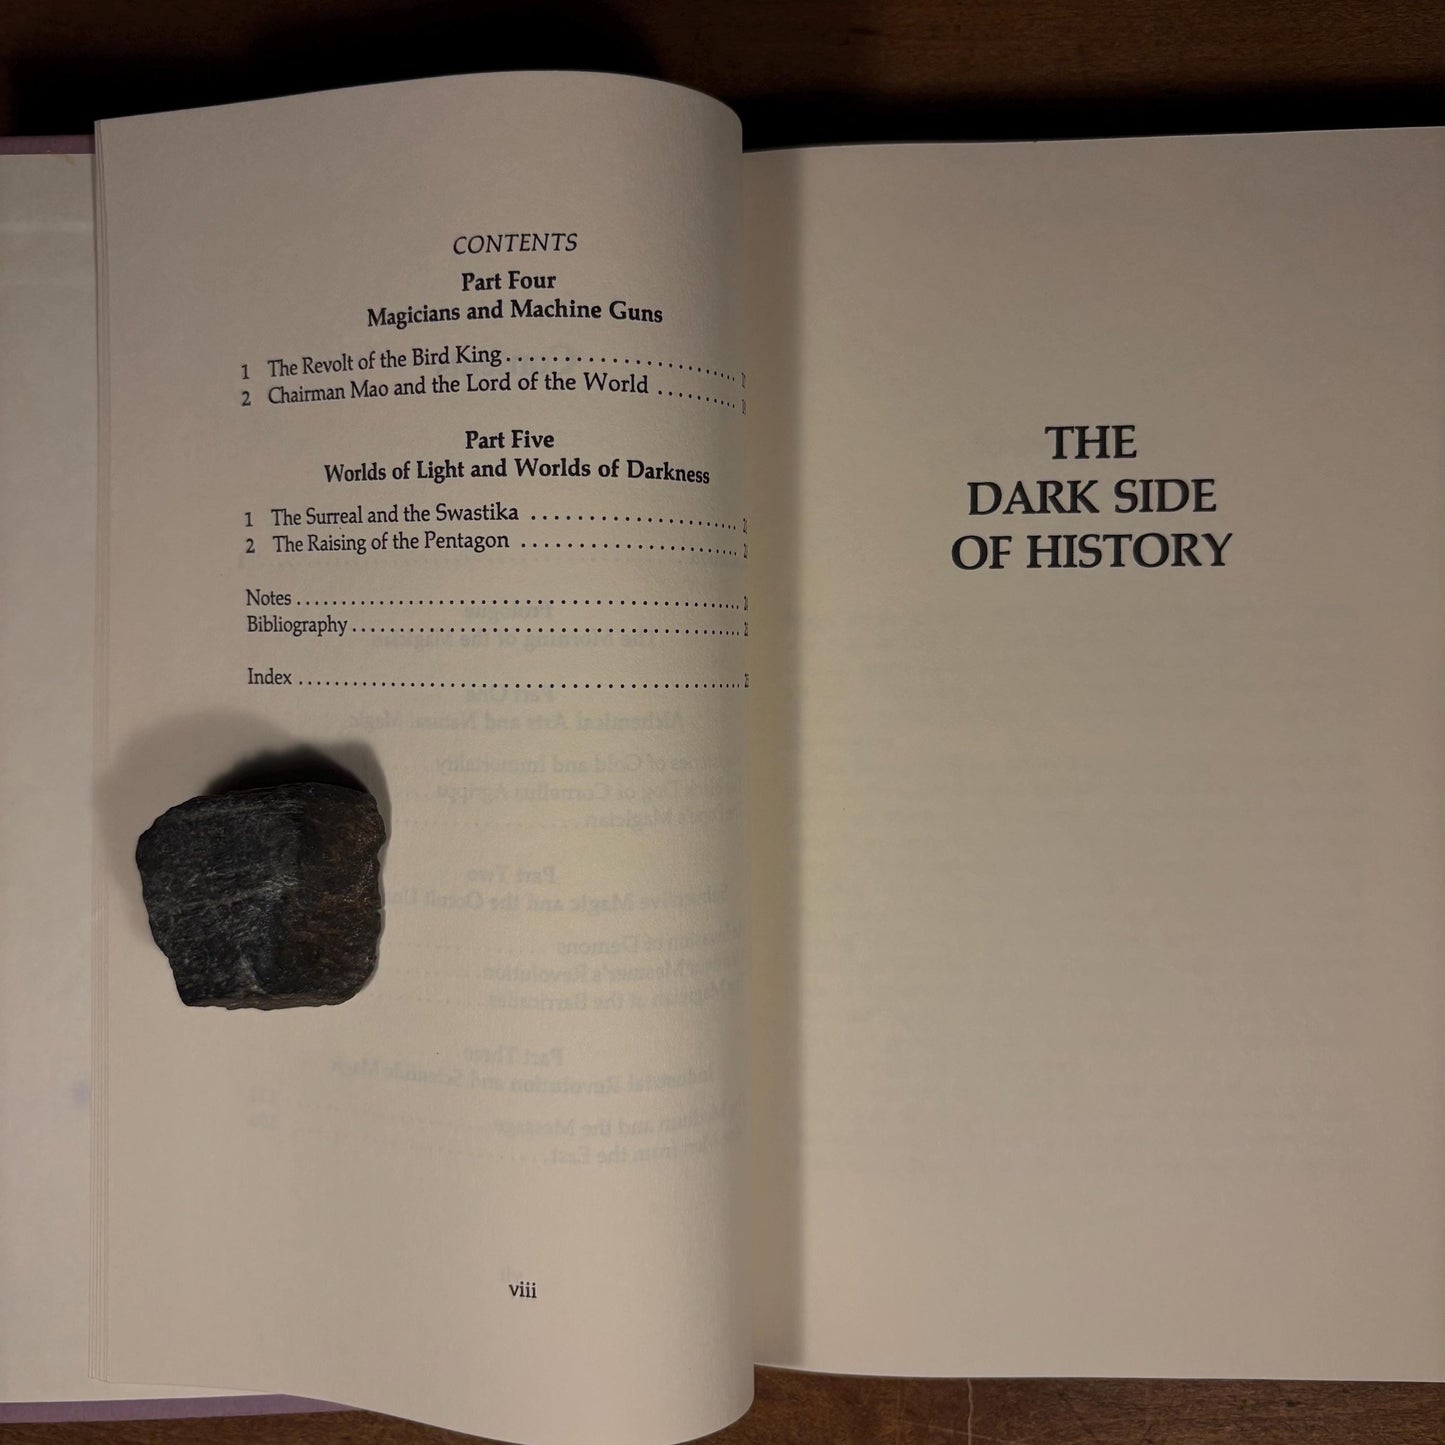 CONTENTS
Part Four
Magicians and Machine Guns
1 The Revolt of the Bird King
2 Chairman Mao and the Lord of the World
Part Five
Worlds of Light and Worlds of Darkness
1 The Surreal and the Swastika
2 The Raising of the Pentagon
Notes
Bibliography
Index
viii
THE
DARK SIDE
OF HISTORY